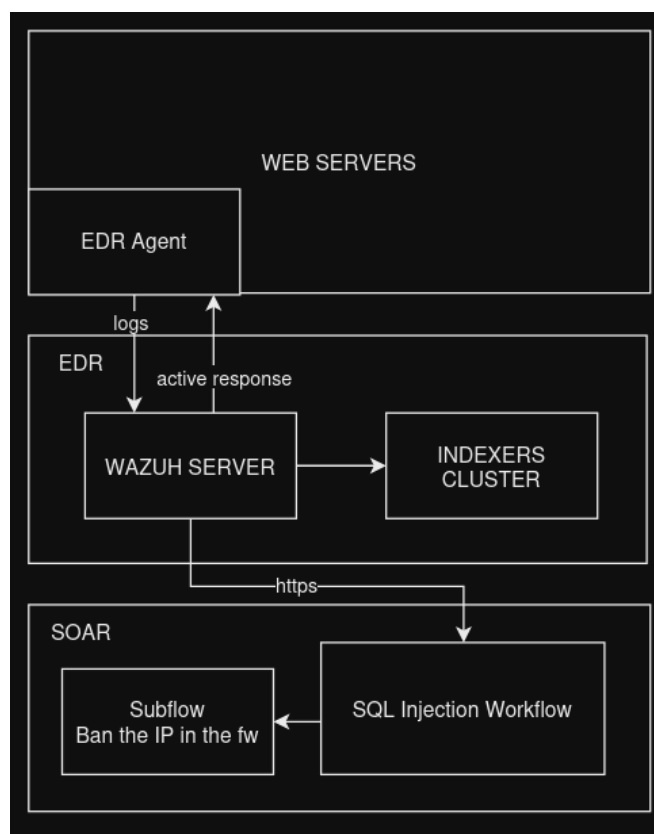 WEB SERVERS
EDR Agent
logs
EDR
active response
WAZUH SERVER
INDEXERS
CLUSTER
https
SOAR
Subflow
Ban the IP in the fw
SQL Injection Workflow